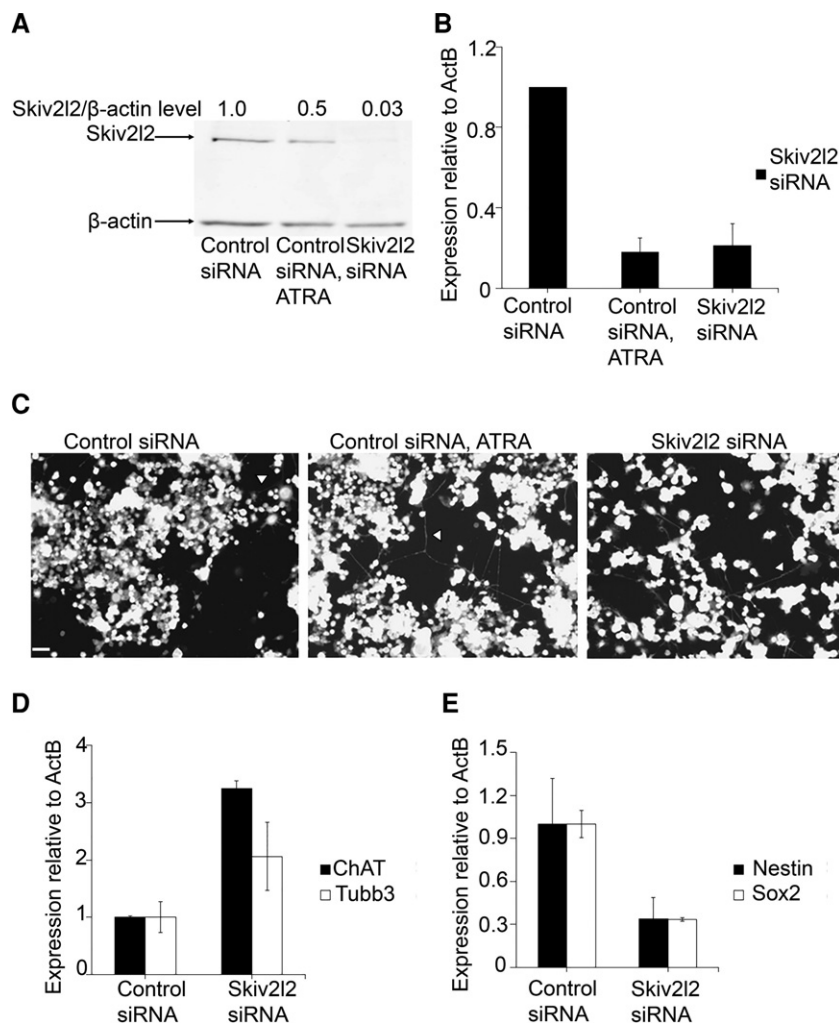 A
Skiv2l2/β-actin level 1.0 0.5 0.03
Skiv2l2
β-actin
Control siRNA
Control siRNA, ATRA
Skiv2l2 siRNA
B
Expression relative to ActB
1.2
0.8
0.4
0
Control siRNA
Control siRNA, ATRA
Skiv2l2 siRNA
Skiv2l2 siRNA
C
Control siRNA
Control siRNA, ATRA
Skiv2l2 siRNA
D
Expression relative to ActB
4
3
2
1
0
Control siRNA
Skiv2l2 siRNA
ChAT
Tubb3
E
Expression relative to ActB
1.5
1.2
0.9
0.6
0.3
0
Control siRNA
Skiv2l2 siRNA
Nestin
Sox2